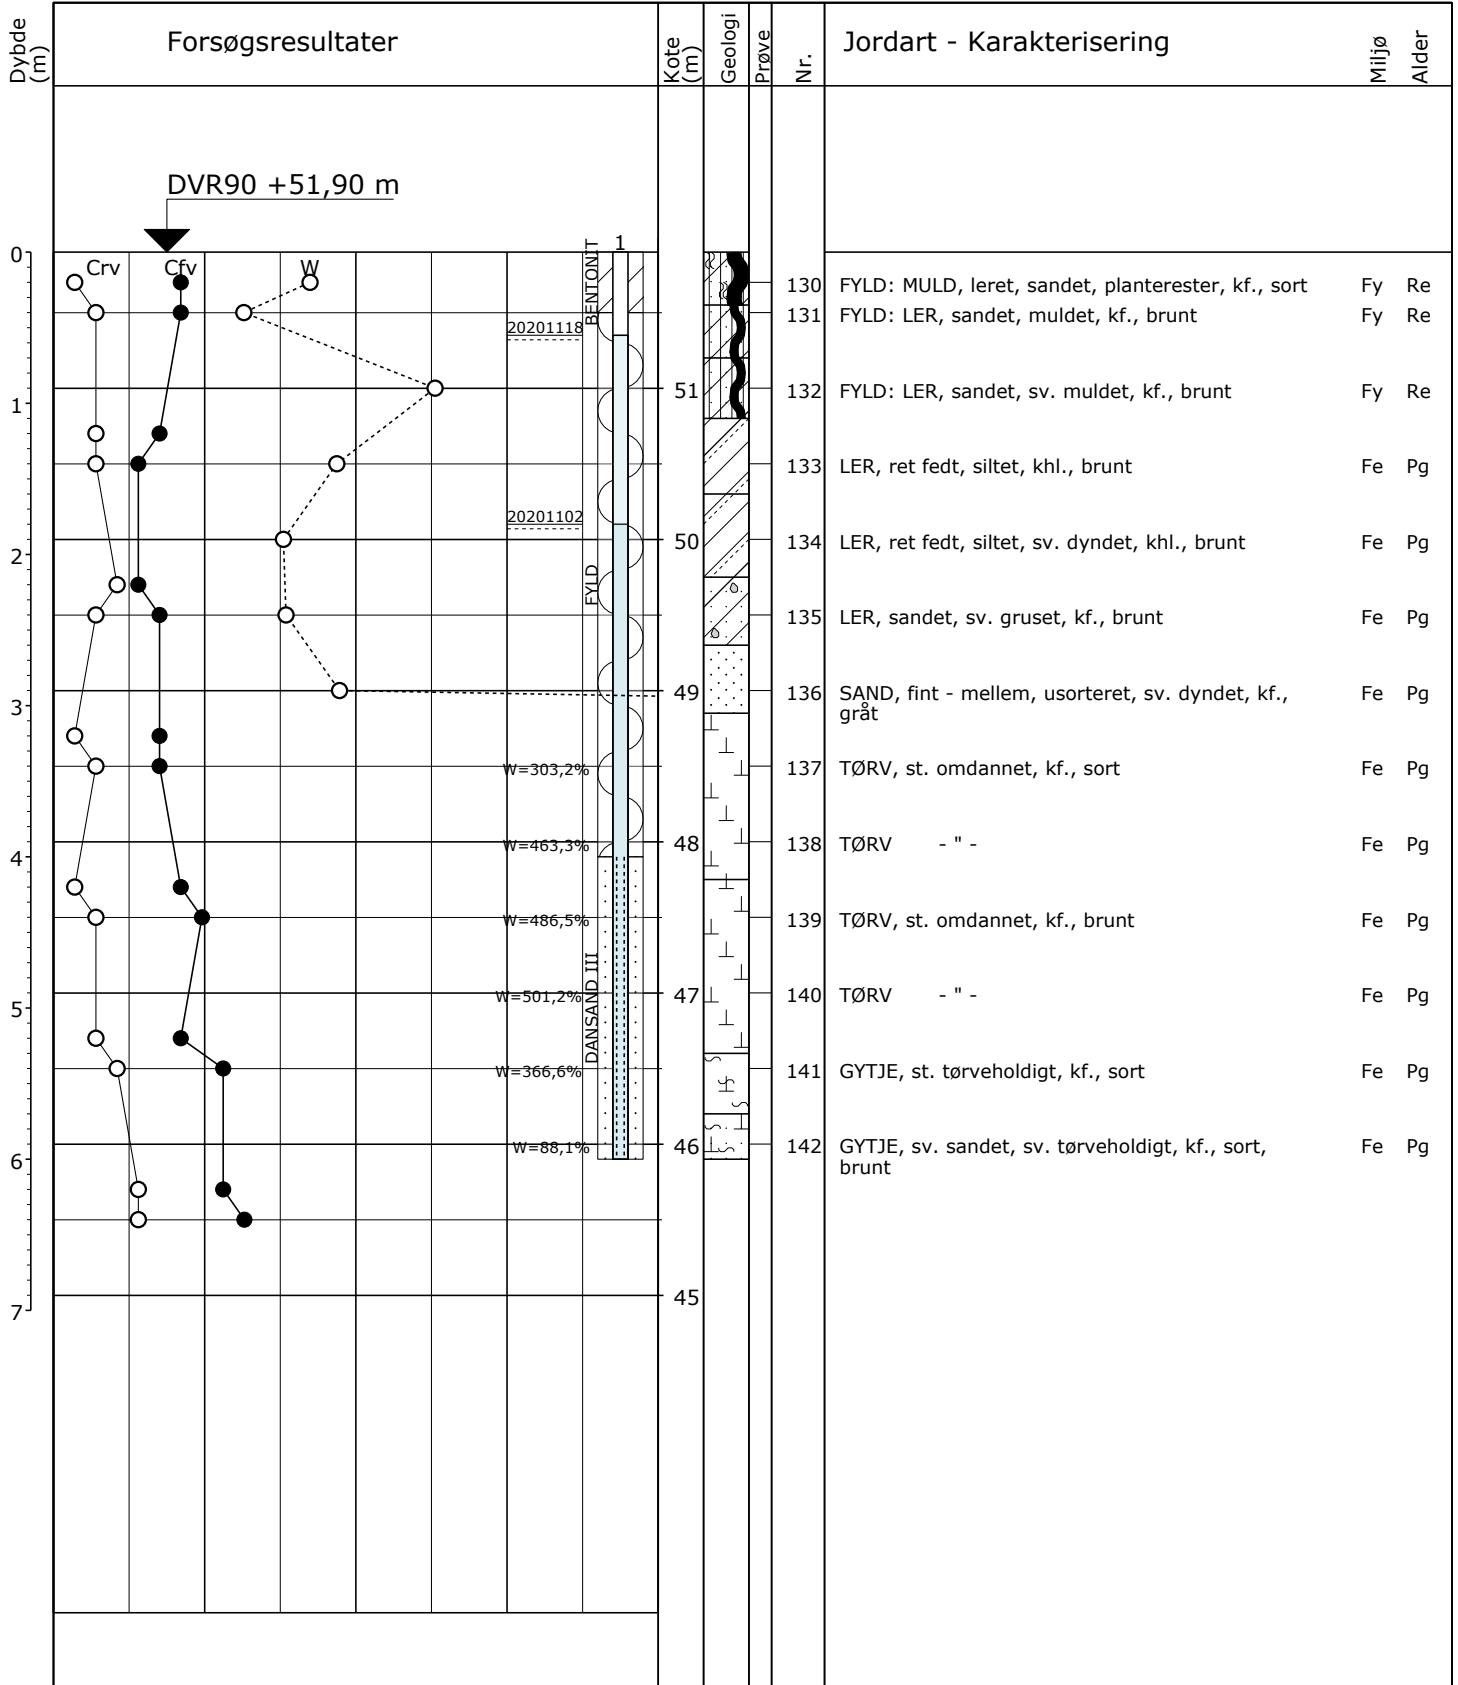 Dybde (m)
Forsøgsresultater
Kote (m)
Geologi
Prøve
Nr.
Jordart - Karakterisering
Miljø
Alder
DVR90 +51,90 m
0
Crv
Cfv
W
BENTONIT
1
130 FYLD: MULD, leret, sandet, planterester, kf., sort Fy Re
131 FYLD: LER, sandet, muldet, kf., brunt Fy Re
20201118
1
51
132 FYLD: LER, sandet, sv. muldet, kf., brunt Fy Re
133 LER, ret fedt, siltet, khl., brunt Fe Pg
20201102
2
50
134 LER, ret fedt, siltet, sv. dyndet, khl., brunt Fe Pg
FYLD
135 LER, sandet, sv. gruset, kf., brunt Fe Pg
3
49
136 SAND, fint - mellem, usorteret, sv. dyndet, kf., Fe Pg
gråt
W=303,2%
137 TØRV, st. omdannet, kf., sort Fe Pg
4
W=463,3%
48
138 TØRV - " - Fe Pg
W=486,5%
139 TØRV, st. omdannet, kf., brunt Fe Pg
5
W=501,2%
DANSAND III
47
140 TØRV - " - Fe Pg
W=366,6%
141 GYTJE, st. tørveholdigt, kf., sort Fe Pg
6
W=88,1%
46
142 GYTJE, sv. sandet, sv. tørveholdigt, kf., sort, Fe Pg
brunt
7
45